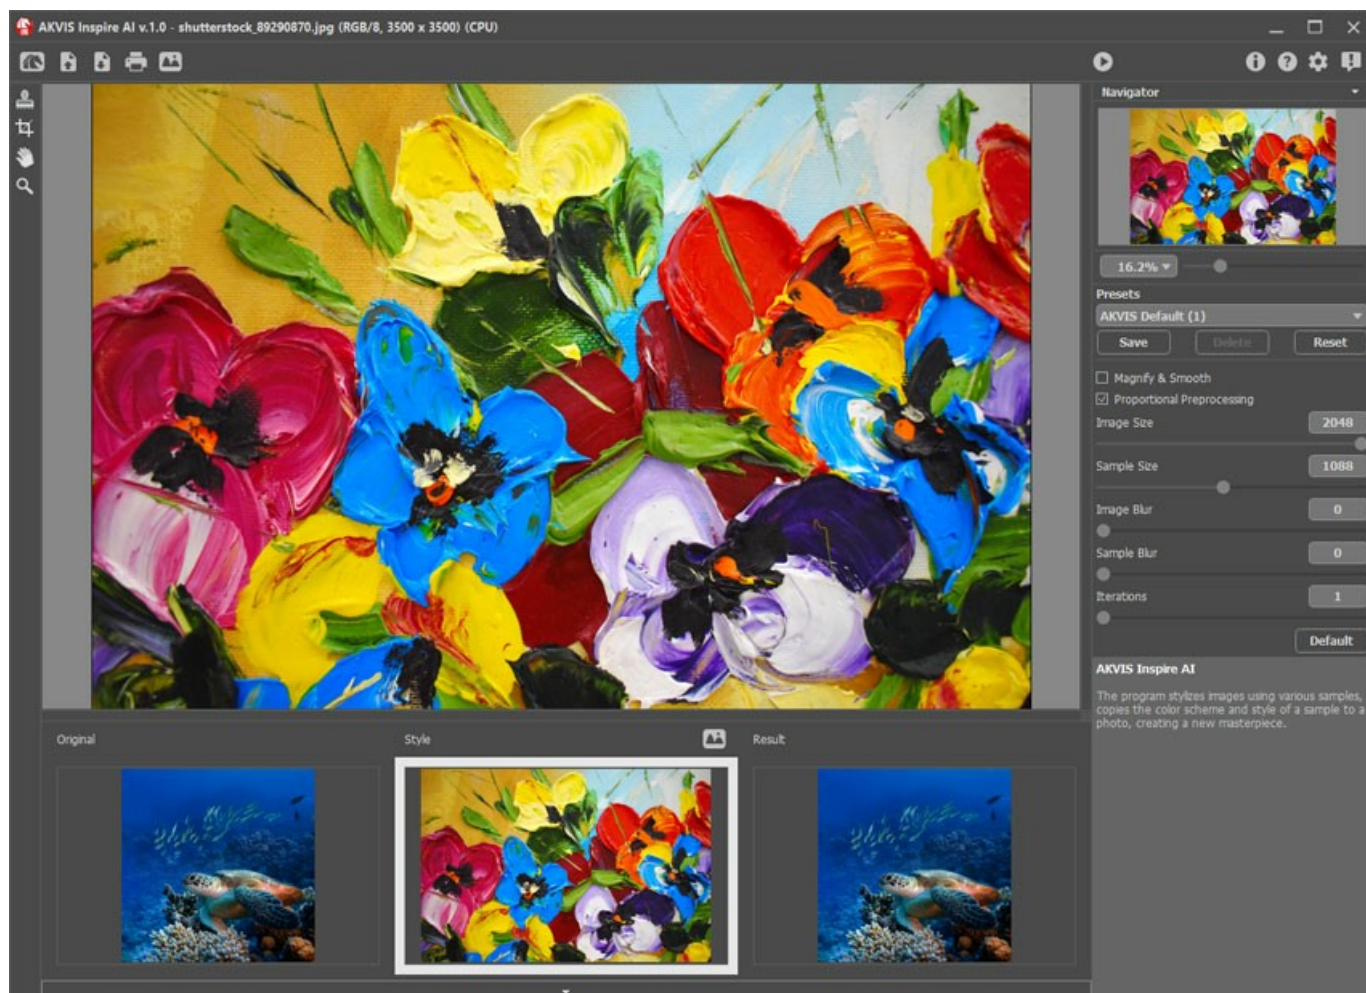 AKVIS Inspire AI v.1.0 - shutterstock_89290870.jpg (RGB/8, 3500 x 3500) (CPU)
Navigator
16.2%
Presets
AKVIS Default (1)
Save Delete Reset
Magnify & Smooth
Proportional Preprocessing
Image Size 2048
Sample Size 1088
Image Blur 0
Sample Blur 0
Iterations 1
Default
AKVIS Inspire AI
The program stylizes images using various samples,
copies the color scheme and style of a sample to a
photo, creating a new masterpiece.
Original Style Result